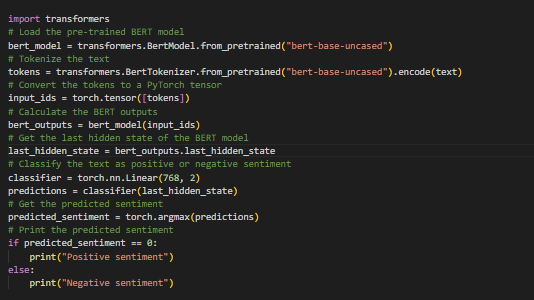 import transformers
# Load the pre-trained BERT model
bert_model = transformers.BertModel.from_pretrained("bert-base-uncased")
# Tokenize the text
tokens = transformers.BertTokenizer.from_pretrained("bert-base-uncased").encode(text)
# Convert the tokens to a PyTorch tensor
input_ids = torch.tensor([tokens])
# Calculate the BERT outputs
bert_outputs = bert_model(input_ids)
# Get the last hidden state of the BERT model
last_hidden_state = bert_outputs.last_hidden_state
# Classify the text as positive or negative sentiment
classifier = torch.nn.Linear(768, 2)
predictions = classifier(last_hidden_state)
# Get the predicted sentiment
predicted_sentiment = torch.argmax(predictions)
# Print the predicted sentiment
if predicted_sentiment == 0:
    print("Positive sentiment")
else:
    print("Negative sentiment")